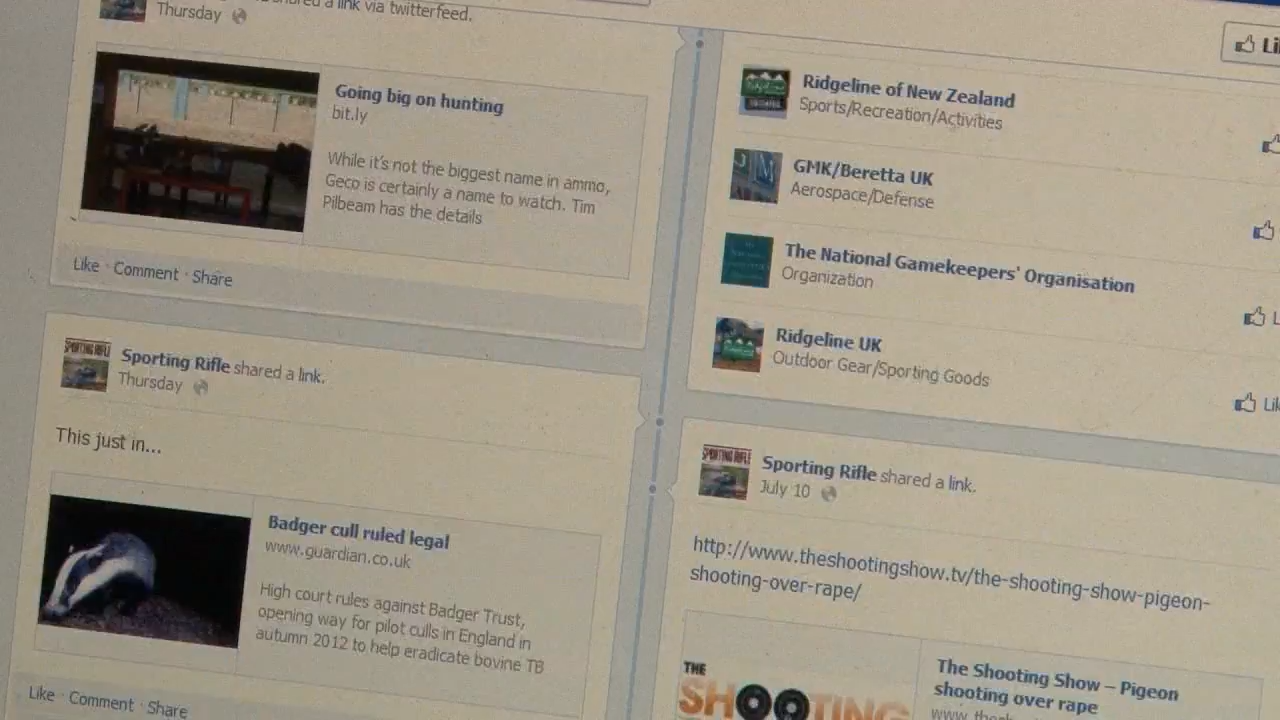 shared a link via twitterfeed.
Thursday
Going big on hunting
bit.ly
While it's not the biggest name in ammo,
Geco is certainly a name to watch. Tim
Pilbeam has the details
Like · Comment · Share
SPORTING RIFLE
Sporting Rifle shared a link.
Thursday
This just in...
Badger cull ruled legal
www.guardian.co.uk
High court rules against Badger Trust,
opening way for pilot culls in England in
autumn 2012 to help eradicate bovine TB
Like · Comment · Share
Li
Ridgeline of New Zealand
Sports/Recreation/Activities
GMK/Beretta UK
Aerospace/Defense
The National Gamekeepers' Organisation
Organization
L
Ridgeline UK
Outdoor Gear/Sporting Goods
Lik
SPORTING RIFLE
Sporting Rifle shared a link.
July 10
http://www.theshootingshow.tv/the-shooting-show-pigeon-
shooting-over-rape/
THE
SHOOTING
The Shooting Show – Pigeon
shooting over rape